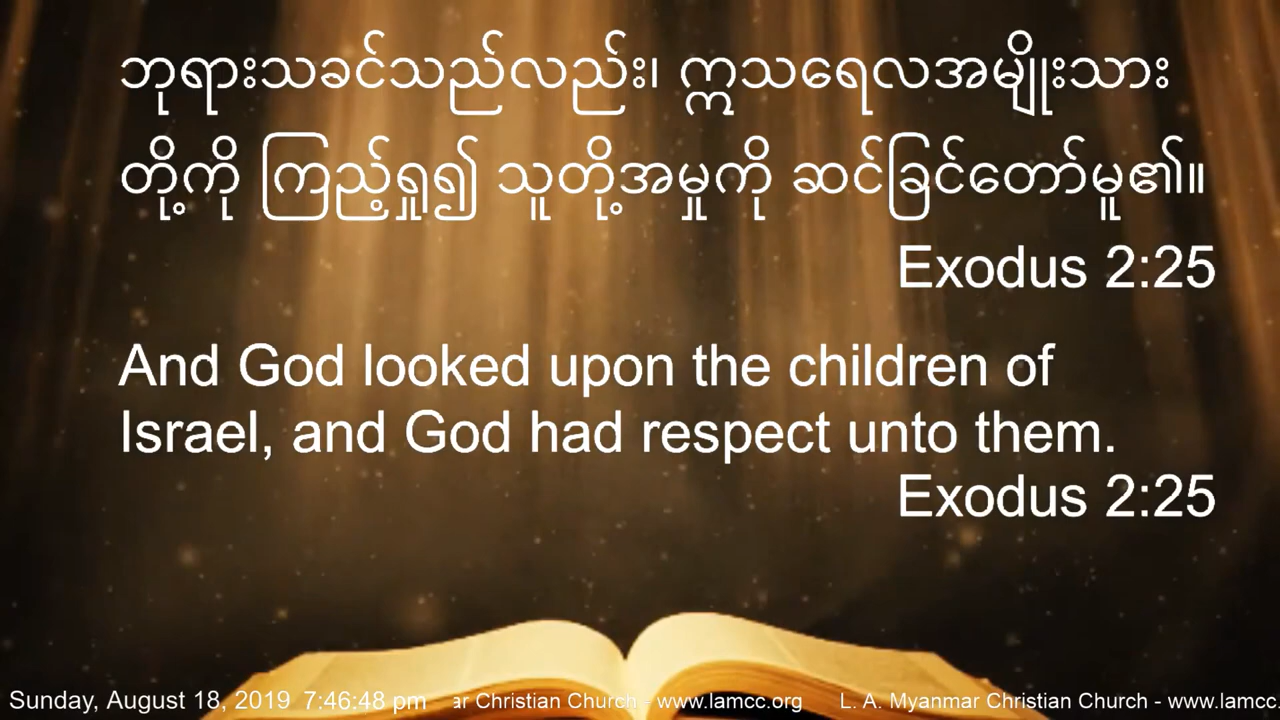 ဘုရားသခင်သည်လည်း၊ ဣသရေလအမျိုးသား
တို့ကို ကြည့်ရှု၍ သူတို့အမှုကို ဆင်ခြင်တော်မူ၏။
Exodus 2:25
And God looked upon the children of
Israel, and God had respect unto them.
Exodus 2:25
Sunday, August 18, 2019 7:46:48 pm ar Christian Church - www.lamcc.org L. A. Myanmar Christian Church - www.lamcc